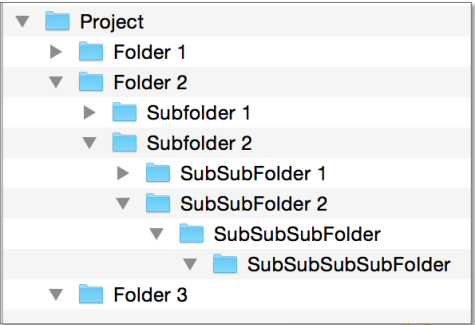 Project
Folder 1
Folder 2
Subfolder 1
Subfolder 2
SubSubFolder 1
SubSubFolder 2
SubSubSubFolder
SubSubSubSubFolder
Folder 3